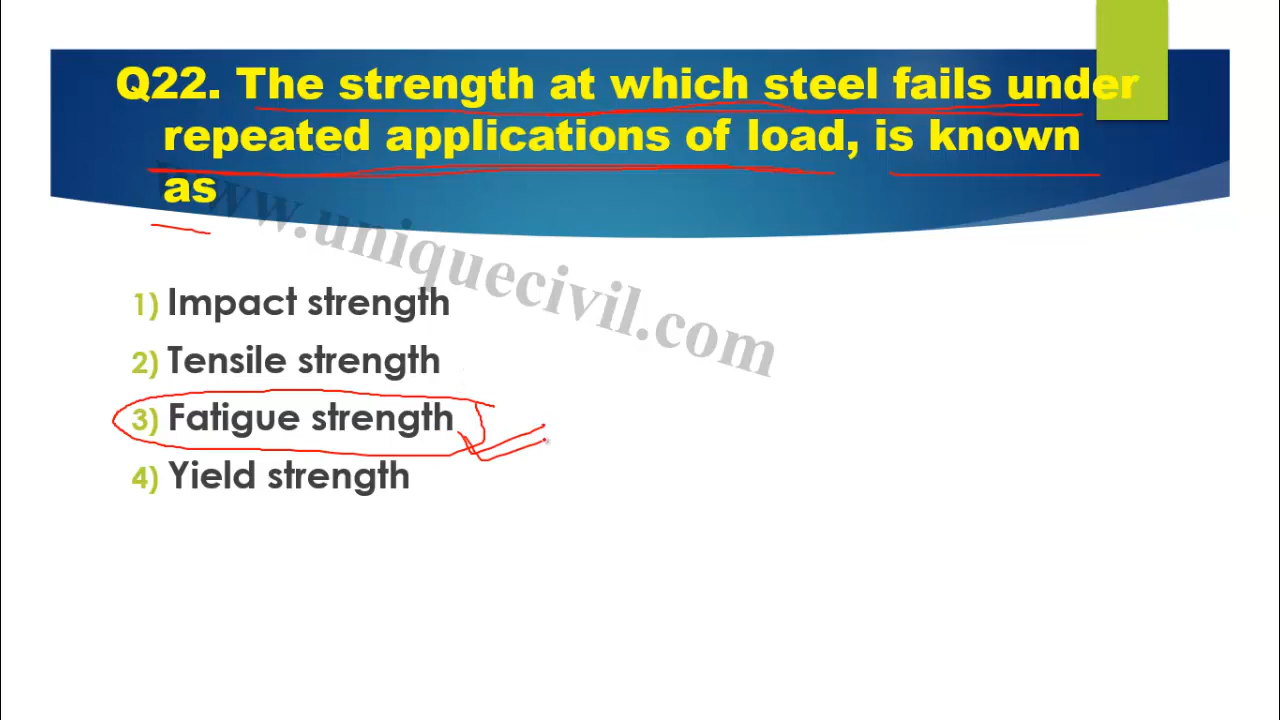 Q22. The strength at which steel fails under
repeated applications of load, is known
as
www.uniquecivil.com
1) Impact strength
2) Tensile strength
3) Fatigue strength
4) Yield strength